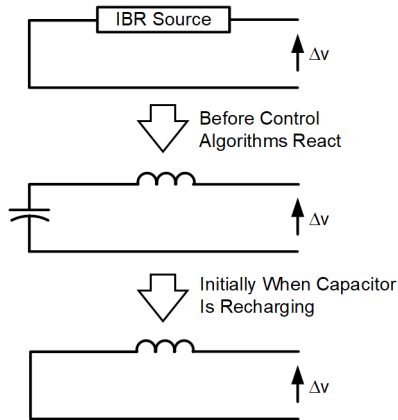 IBR Source
Δv
Before Control
Algorithms React
Δv
Initially When Capacitor
Is Recharging
Δv